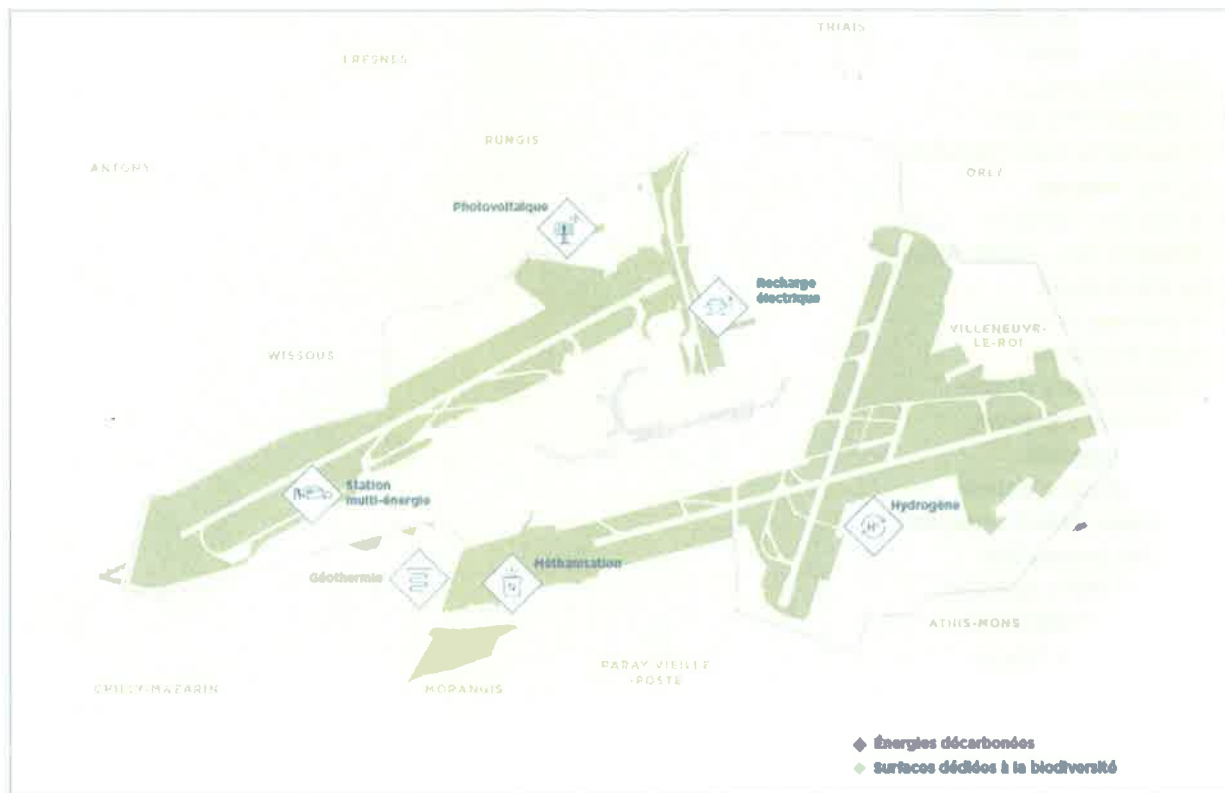 THIAIS
FRESNES
RUNGIS
ANTONY
ORLY
Photovoltaïque
Recharge
électrique
VILLENEUVE-
LE-ROI
WISSOUS
Station
multi-énergie
Hydrogène
Méthanisation
Géothermie
ATHIS-MONS
PARAY VIEILLE
-POSTE
CHILLY-MAZARIN
MORANGIS
Énergies décarbonées
Surfaces dédiées à la biodiversité